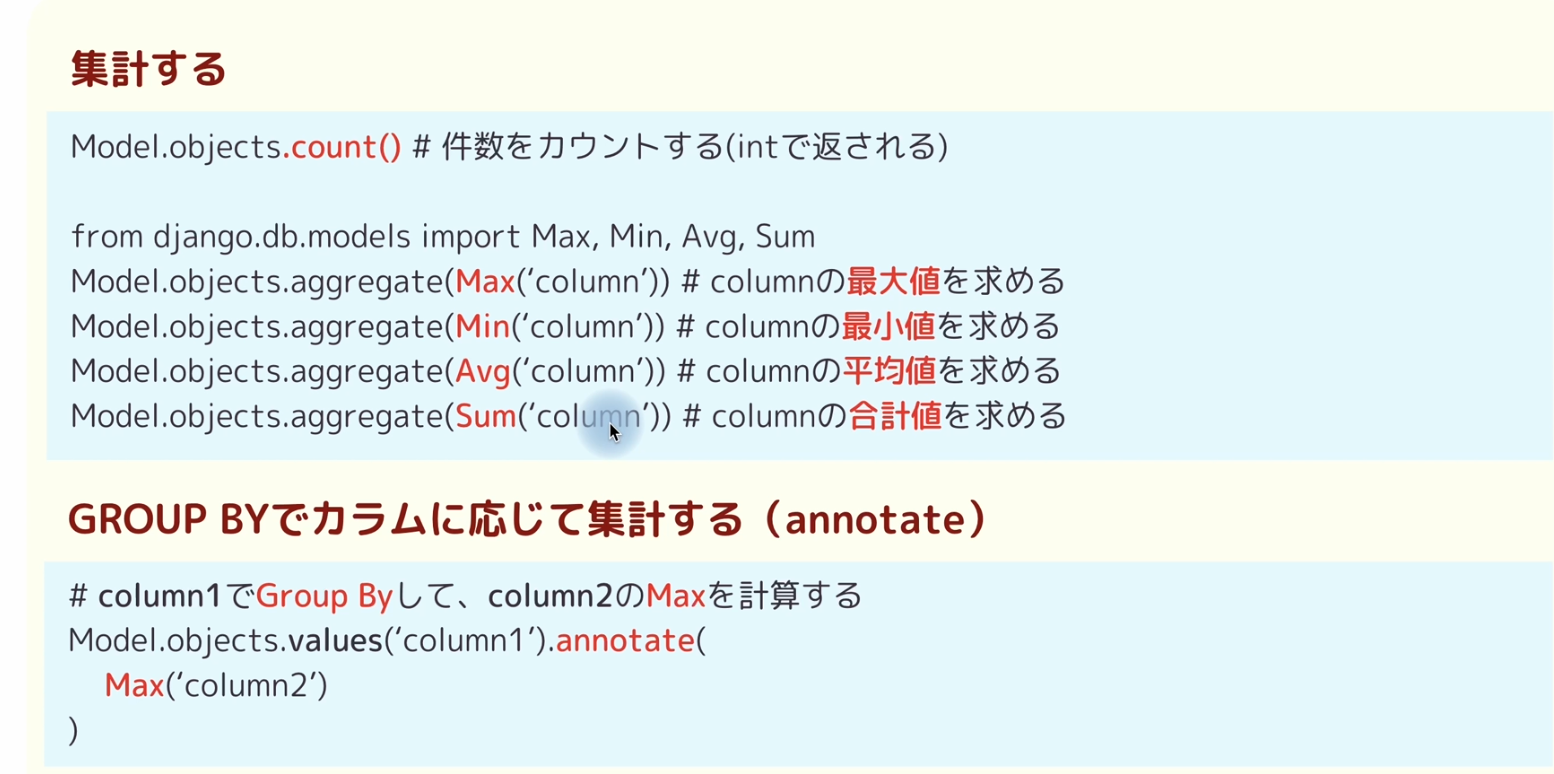 集計する
Model.objects.count() # 件数をカウントする(intで返される)
from django.db.models import Max, Min, Avg, Sum
Model.objects.aggregate(Max(‘column’)) # columnの最大値を求める
Model.objects.aggregate(Min(‘column’)) # columnの最小値を求める
Model.objects.aggregate(Avg(‘column’)) # columnの平均値を求める
Model.objects.aggregate(Sum(‘column’)) # columnの合計値を求める
GROUP BYでカラムに応じて集計する（annotate）
# column1でGroup Byして、column2のMaxを計算する
Model.objects.values(‘column1’).annotate(
Max(‘column2’)
)